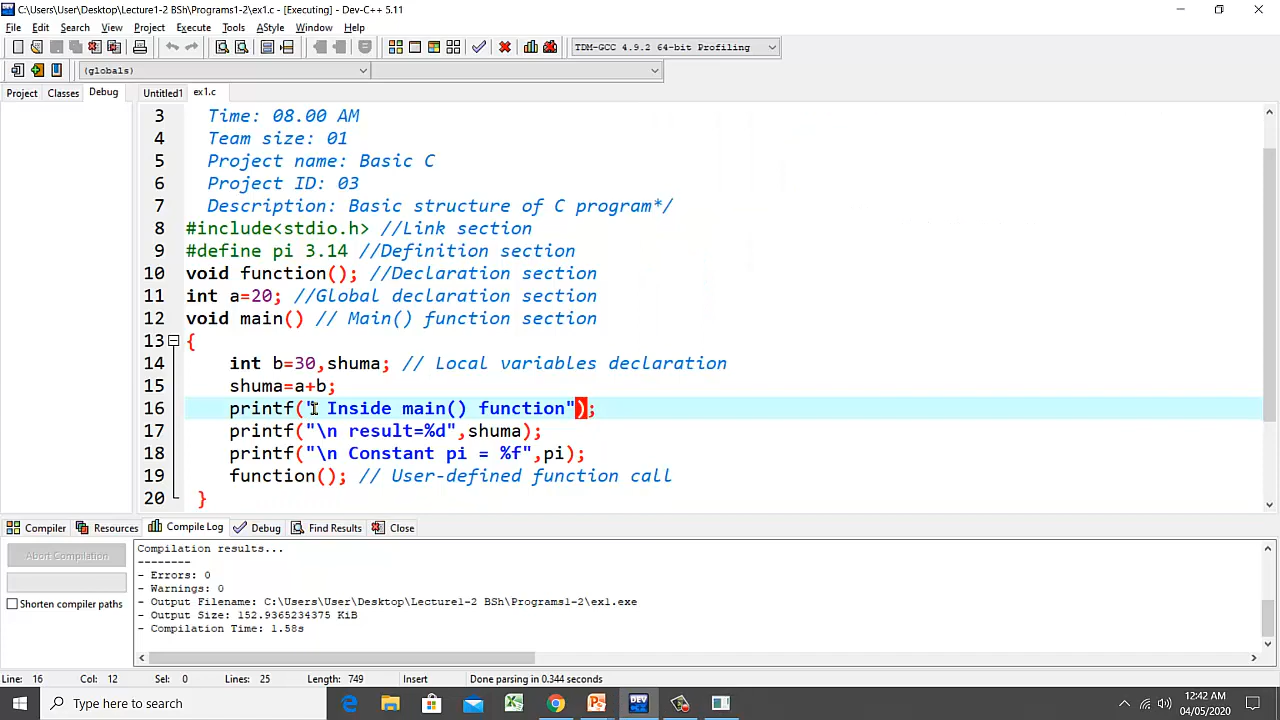 C:\Users\User\Desktop\Lecture1-2 BSh\Programs1-2\ex1.c - [Executing] - Dev-C++ 5.11
File Edit Search View Project Execute Tools AStyle Window Help
TDM-GCC 4.9.2 64-bit Profiling
(globals)
Project Classes Debug Untitled1 ex1.c
3 Time: 08.00 AM
4 Team size: 01
5 Project name: Basic C
6 Project ID: 03
7 Description: Basic structure of C program*/
8 #include<stdio.h> //Link section
9 #define pi 3.14 //Definition section
10 void function(); //Declaration section
11 int a=20; //Global declaration section
12 void main() // Main() function section
13 {
14 int b=30,shuma; // Local variables declaration
15 shuma=a+b;
16 printf(" Inside main() function");
17 printf("\n result=%d",shuma);
18 printf("\n Constant pi = %f",pi);
19 function(); // User-defined function call
20 }
Compiler Resources Compile Log Debug Find Results Close
Abort Compilation
Shorten compiler paths
Compilation results...
--------
- Errors: 0
- Warnings: 0
- Output Filename: C:\Users\User\Desktop\Lecture1-2 BSh\Programs1-2\ex1.exe
- Output Size: 152.9365234375 KiB
- Compilation Time: 1.58s
Line: 16 Col: 12 Sel: 0 Lines: 25 Length: 749 Insert Done parsing in 0.344 seconds
Type here to search
DEV
12:42 AM
04/05/2020